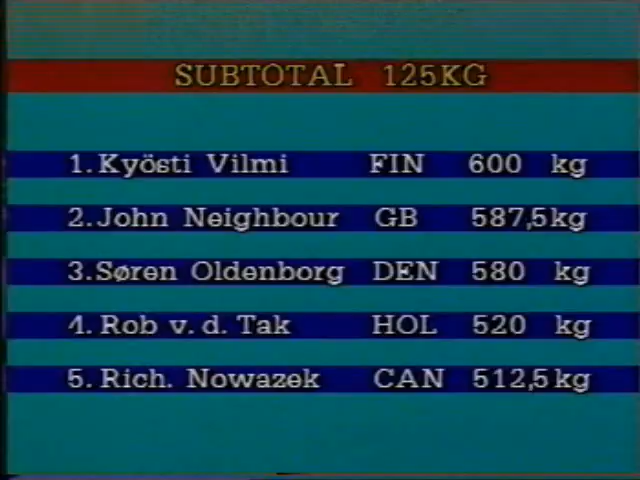 SUBTOTAL 125KG
1. Kyösti Vilmi FIN 600 kg
2. John Neighbour GB 587,5kg
3. Søren Oldenborg DEN 580 kg
4. Rob v. d. Tak HOL 520 kg
5. Rich. Nowazek CAN 512,5kg